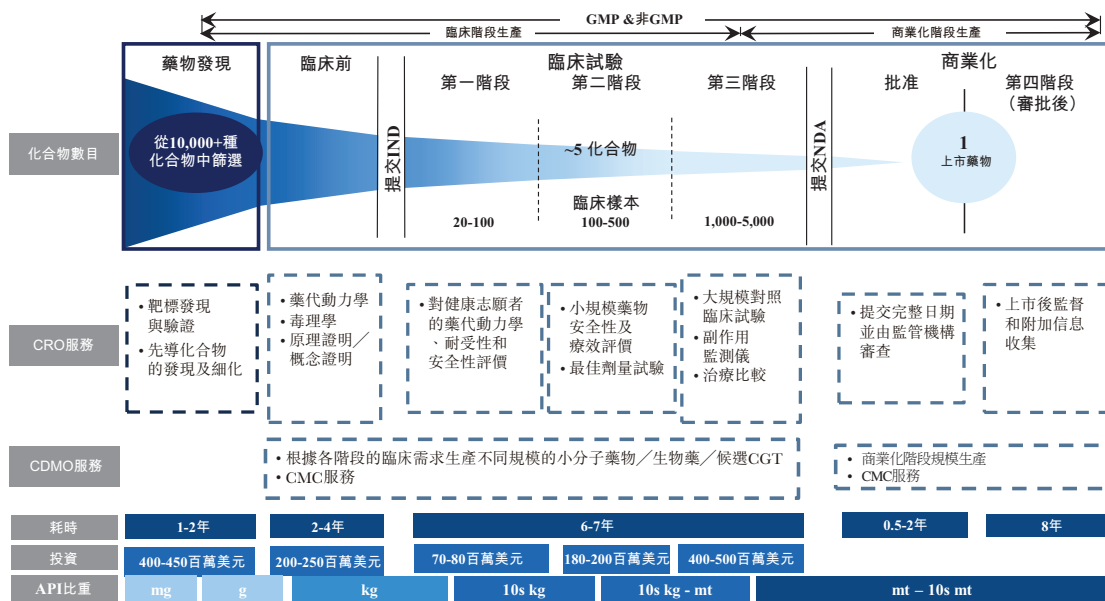 GMP &非GMP
臨床階段生產
商業化階段生產
藥物發現
臨床前
臨床試驗
商業化
第一階段
第二階段
第三階段
批准
第四階段
（審批後）
化合物數目
從10,000+種
化合物中篩選
提交IND
~5 化合物
提交NDA
1
上市藥物
臨床樣本
20-100
100-500
1,000-5,000
CRO服務
• 靶標發現
與驗證
• 先導化合物
的發現及細化
• 藥代動力學
• 毒理學
• 原理證明／
概念證明
• 對健康志願者
的藥代動力學
、耐受性和
安全性評價
• 小規模藥物
安全性及
療效評價
• 最佳劑量試驗
• 大規模對照
臨床試驗
• 副作用
監測儀
• 治療比較
• 提交完整日期
並由監管機構
審查
• 上市後監督
和附加信息
收集
CDMO服務
• 根據各階段的臨床需求生產不同規模的小分子藥物／生物藥／候選CGT
• CMC服務
• 商業化階段規模生產
• CMC服務
耗時
1-2年
2-4年
6-7年
0.5-2年
8年
投資
400-450百萬美元
200-250百萬美元
70-80百萬美元
180-200百萬美元
400-500百萬美元
API比重
mg
g
kg
10s kg
10s kg - mt
mt – 10s mt